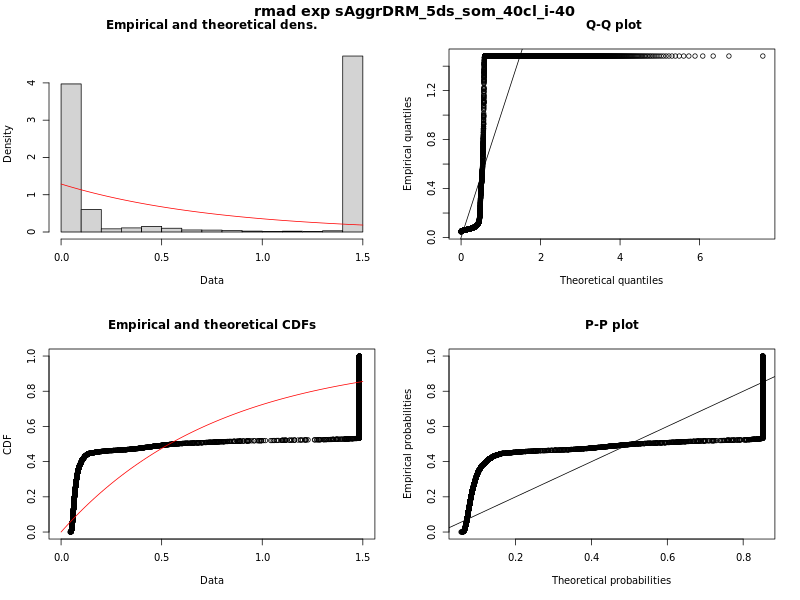 rmad exp sAggrDRM_5ds_som_40cl_i-40
Empirical and theoretical dens.
Density
0 1 2 3 4
0.0 0.5 1.0 1.5
Data
Q-Q plot
Empirical quantiles
0.0 0.4 0.8 1.2
0 2 4 6
Theoretical quantiles
Empirical and theoretical CDFs
CDF
0.0 0.2 0.4 0.6 0.8 1.0
0.0 0.5 1.0 1.5
Data
P-P plot
Empirical probabilities
0.0 0.2 0.4 0.6 0.8 1.0
0.2 0.4 0.6 0.8
Theoretical probabilities